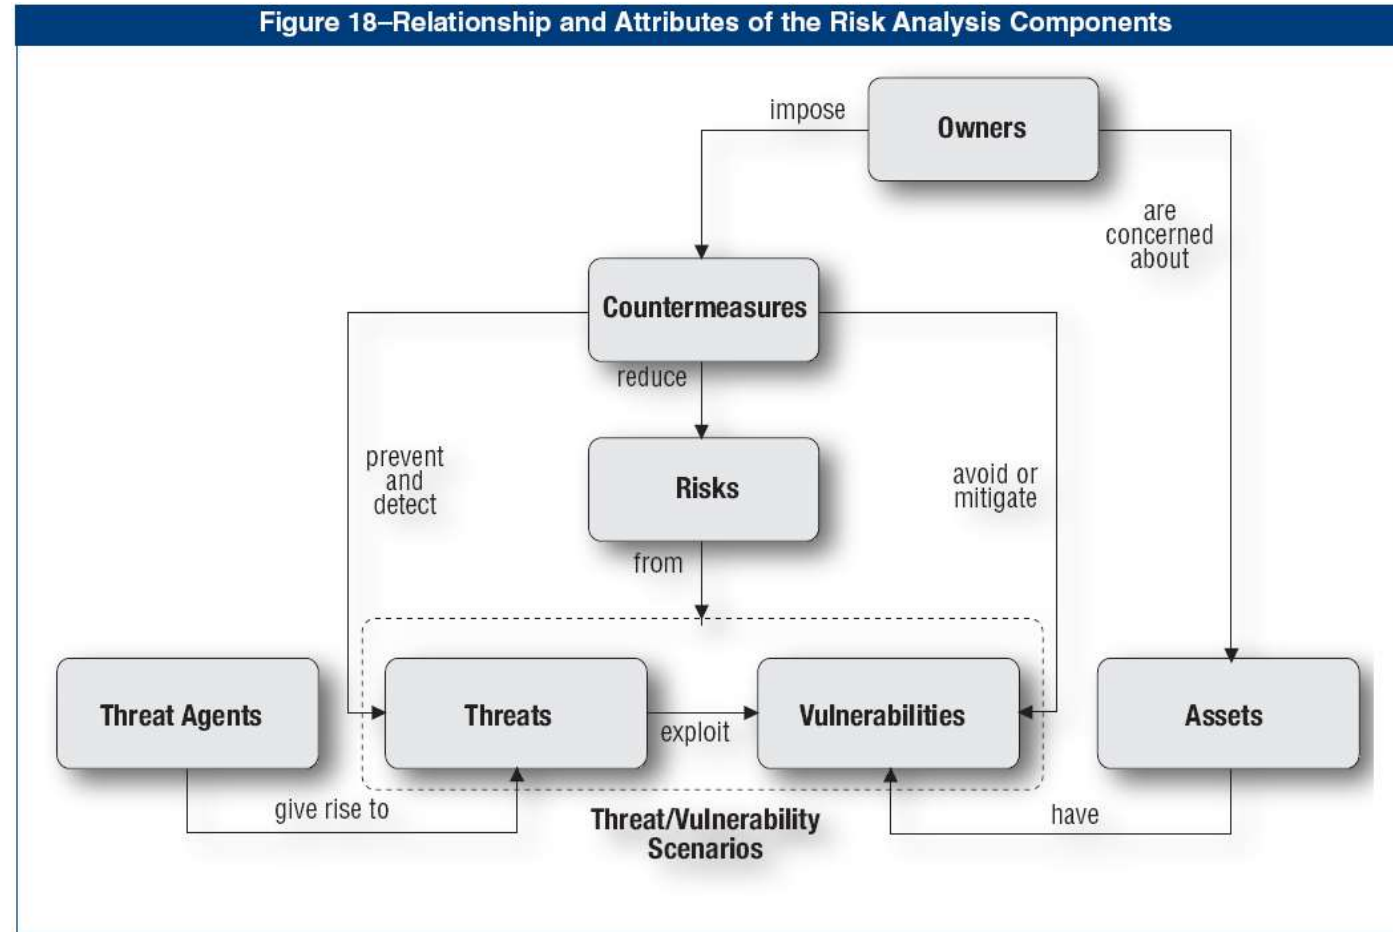 Figure 18–Relationship and Attributes of the Risk Analysis Components
impose
Owners
are
concerned
about
Countermeasures
reduce
prevent
and
detect
Risks
avoid or
mitigate
from
Threat Agents
Threats
exploit
Vulnerabilities
Assets
give rise to
Threat/Vulnerability
Scenarios
have